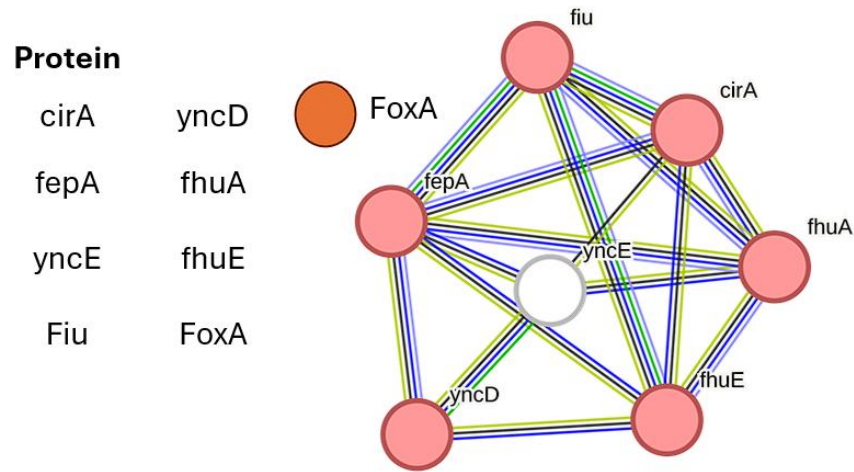 Protein
cirA yncD
fepA fhuA
yncE fhuE
Fiu FoxA
FoxA
fiu
cirA
fepA
fhuA
yncE
fhuE
yncD